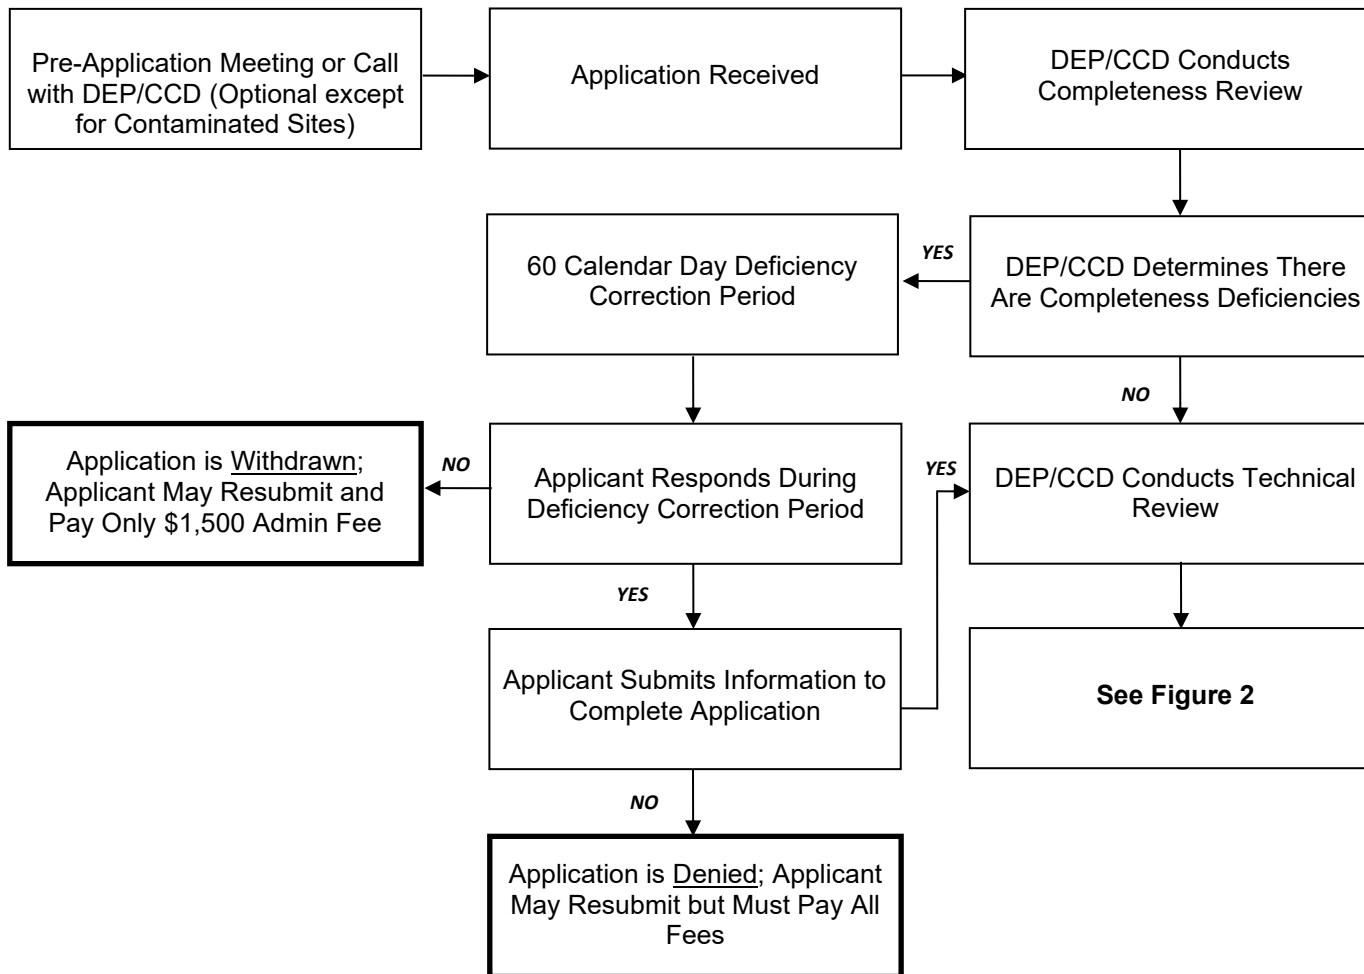 Pre-Application Meeting or Call
with DEP/CCD (Optional except
for Contaminated Sites)
Application Received
DEP/CCD Conducts
Completeness Review
60 Calendar Day Deficiency
Correction Period
YES
DEP/CCD Determines There
Are Completeness Deficiencies
NO
Application is Withdrawn;
Applicant May Resubmit and
Pay Only $1,500 Admin Fee
NO
Applicant Responds During
Deficiency Correction Period
YES
DEP/CCD Conducts Technical
Review
YES
Applicant Submits Information to
Complete Application
See Figure 2
NO
Application is Denied; Applicant
May Resubmit but Must Pay All
Fees